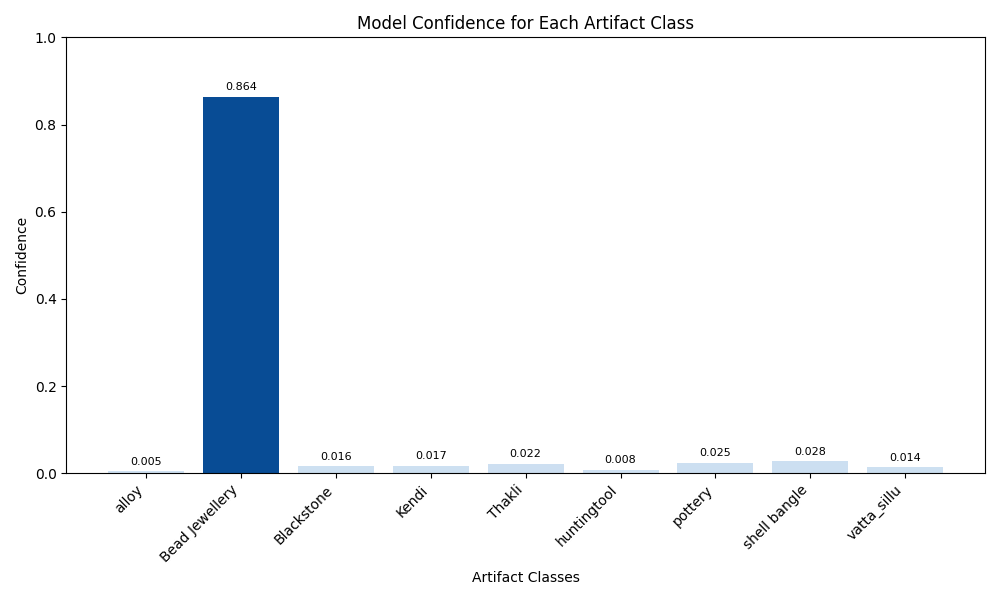 Model Confidence for Each Artifact Class
Confidence
1.0
0.8
0.6
0.4
0.2
0.0
0.005
0.864
0.016
0.017
0.022
0.008
0.025
0.028
0.014
alloy
Bead Jewellery
Blackstone
Kendi
Thakli
huntingtool
pottery
shell bangle
vatta_sillu
Artifact Classes